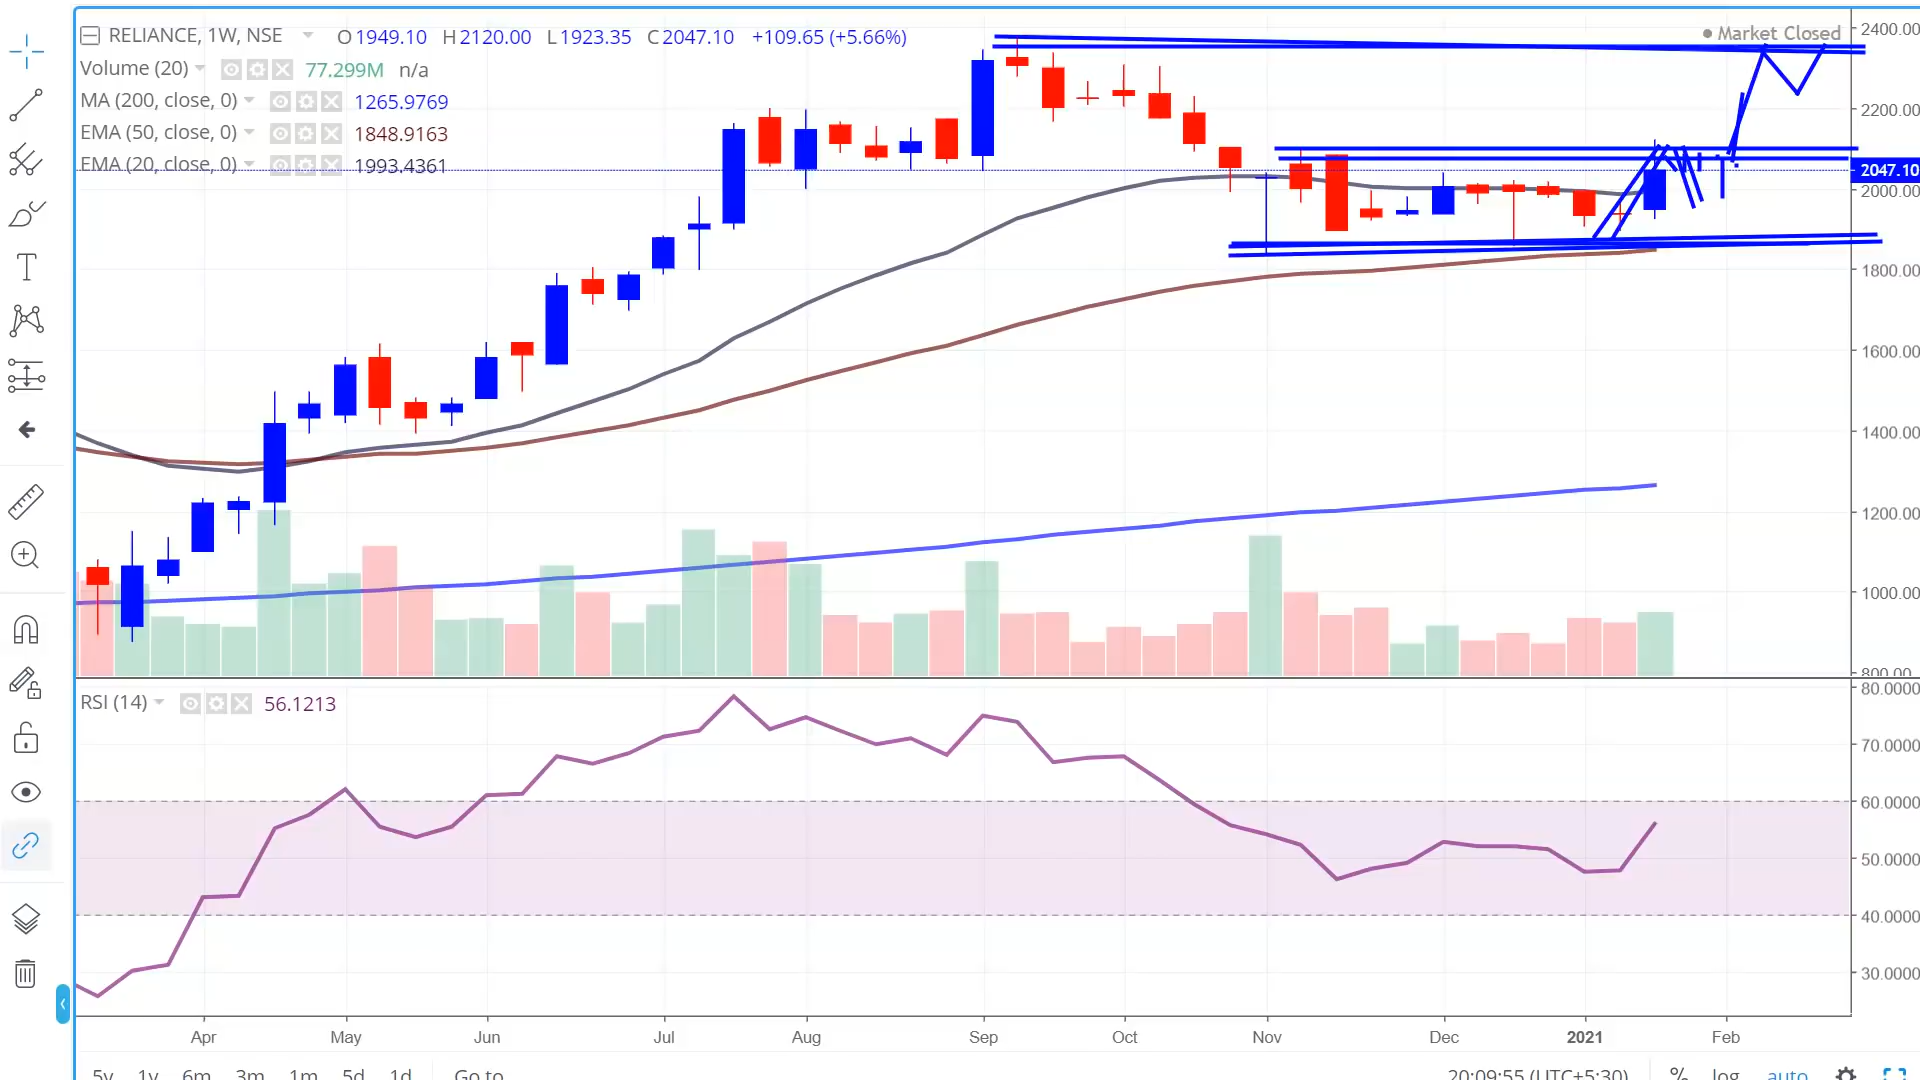 RELIANCE, 1W, NSE O1949.10 H2120.00 L1923.35 C2047.10 +109.65 (+5.66%)
Market Closed
Volume (20) 77.299M n/a
MA (200, close, 0) 1265.9769
EMA (50, close, 0) 1848.9163
EMA (20, close, 0) 1993.4361
2400.00
2200.00
2047.10
2000.00
1800.00
1600.00
1400.00
1200.00
1000.00
800.00
RSI (14) 56.1213
80.0000
70.0000
60.0000
50.0000
40.0000
30.0000
Apr May Jun Jul Aug Sep Oct Nov Dec 2021 Feb
5y 1y 6m 3m 1m 5d 1d Go to 20:09:55 (UTC+5:30) % log auto